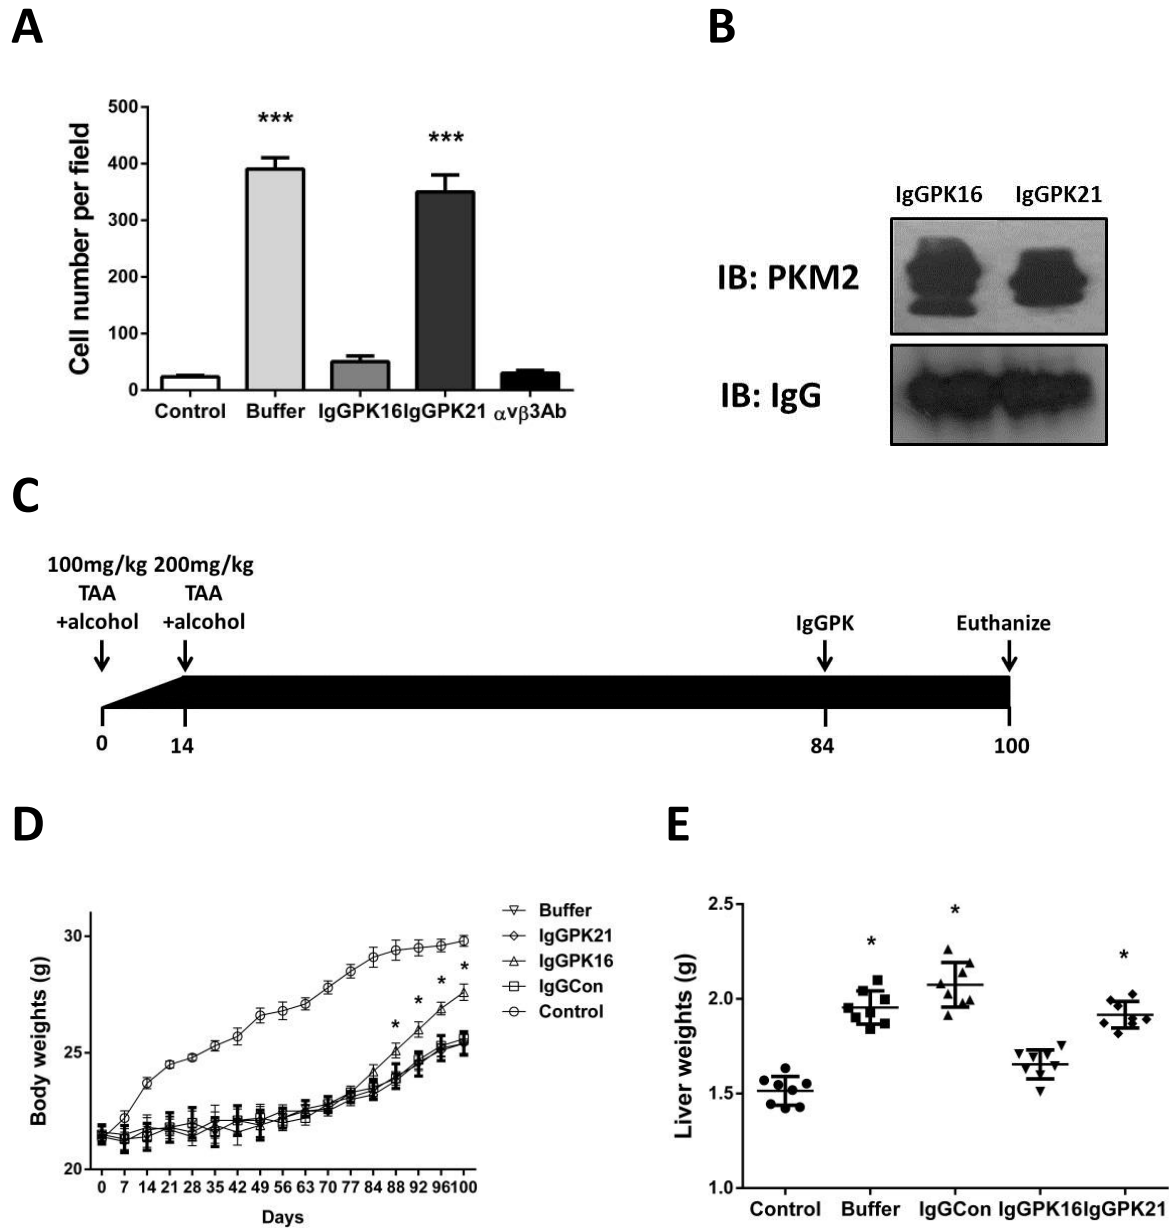 A
500
400
300
200
100
0
Cell number per field
***
***
Control Buffer IgGPK16 IgGPK21 αvβ3Ab
B
IgGPK16 IgGPK21
IB: PKM2
IB: IgG
C
100mg/kg 200mg/kg
TAA TAA
+alcohol +alcohol
IgGPK Euthanize
0 14 84 100
D
30
25
20
Body weights (g)
Buffer
IgGPK21
IgGPK16
IgGCon
Control
* * * *
0 7 14 21 28 35 42 49 56 63 70 77 84 88 92 96 100
Days
E
2.5
2.0
1.5
1.0
Liver weights (g)
* * *
Control Buffer IgGCon IgGPK16 IgGPK21